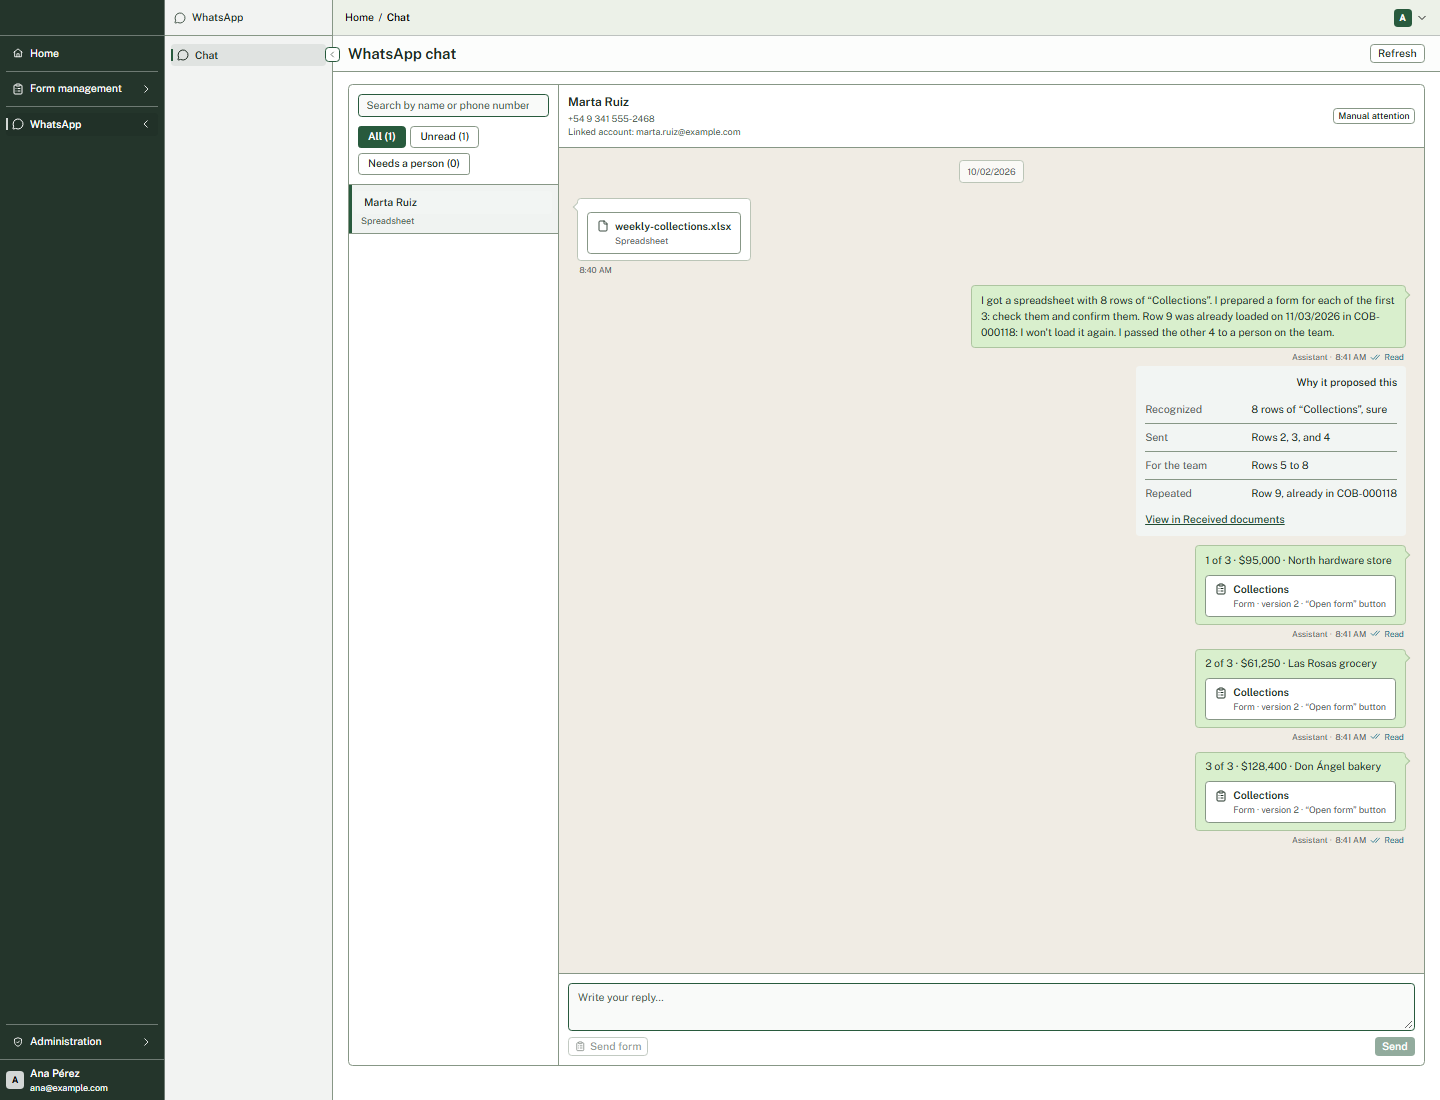 WhatsApp
Home / Chat
A
Home
Form management
WhatsApp
Chat
WhatsApp chat
Refresh
Search by name or phone number
All (1)
Unread (1)
Needs a person (0)
Marta Ruiz
Spreadsheet
Marta Ruiz
+54 9 341 555-2468
Linked account: marta.ruiz@example.com
Manual attention
10/02/2026
weekly-collections.xlsx
Spreadsheet
8:40 AM
I got a spreadsheet with 8 rows of “Collections”. I prepared a form for each of the first
3: check them and confirm them. Row 9 was already loaded on 11/03/2026 in COB-
000118: I won't load it again. I passed the other 4 to a person on the team.
Assistant · 8:41 AM Read
Why it proposed this
Recognized 8 rows of “Collections”, sure
Sent Rows 2, 3, and 4
For the team Rows 5 to 8
Repeated Row 9, already in COB-000118
View in Received documents
1 of 3 · $95,000 · North hardware store
Collections
Form · version 2 · “Open form” button
Assistant · 8:41 AM Read
2 of 3 · $61,250 · Las Rosas grocery
Collections
Form · version 2 · “Open form” button
Assistant · 8:41 AM Read
3 of 3 · $128,400 · Don Ángel bakery
Collections
Form · version 2 · “Open form” button
Assistant · 8:41 AM Read
Write your reply...
Send form
Send
Administration
A
Ana Pérez
ana@example.com